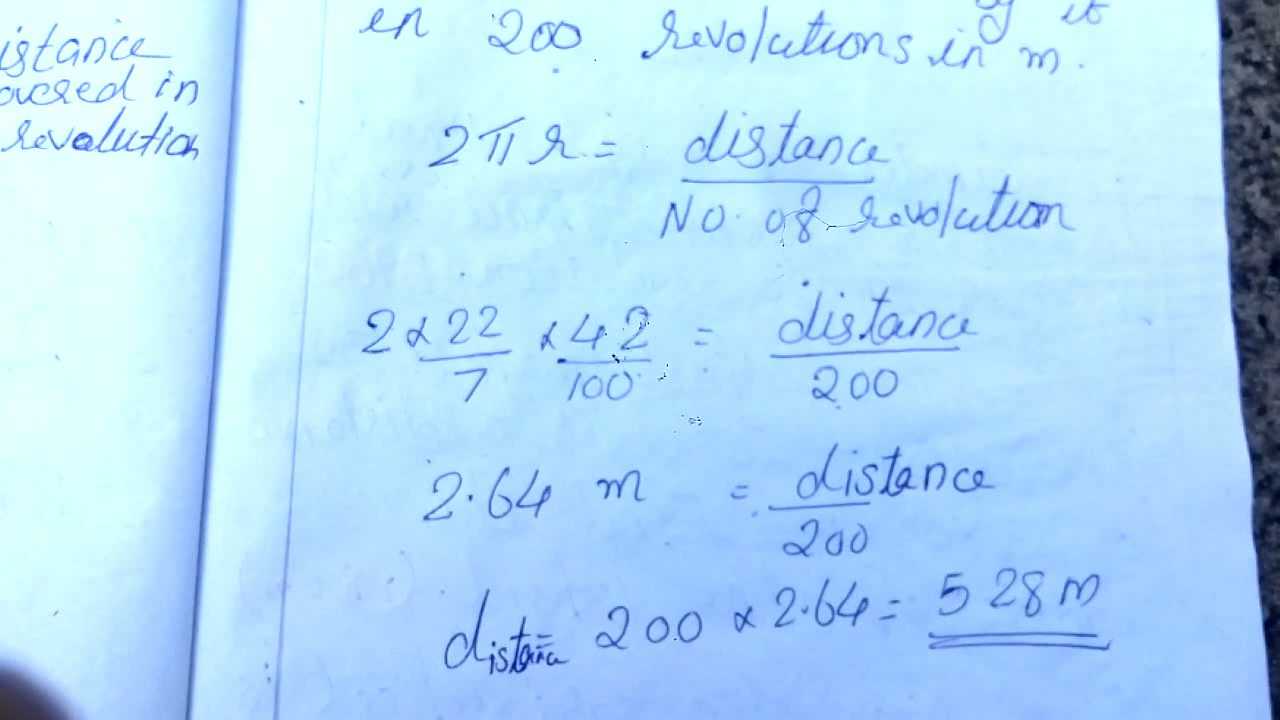 istance
overed in
revolution
in 200 revolutions in m.
2πr = distance
No. of revolution
2 × 22 × 42 = distance
7 100 200
2.64 m = distance
200
distance = 200 × 2.64 = 528 m